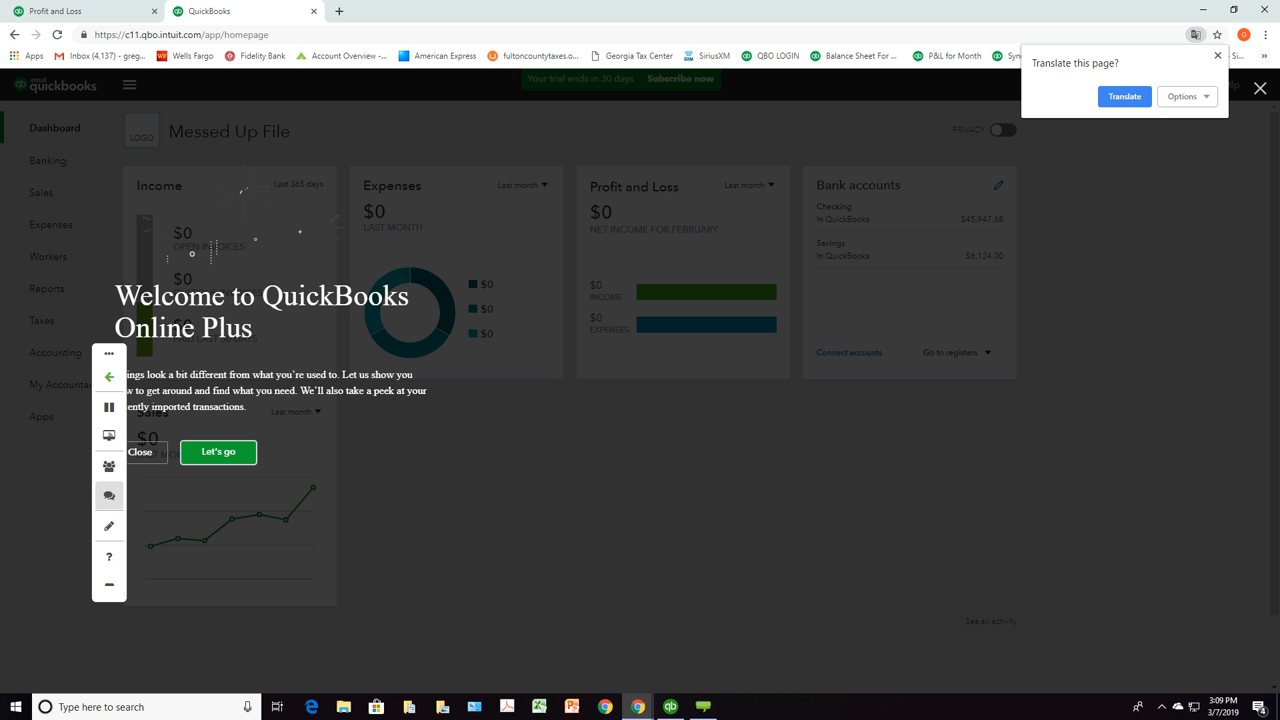 Profit and Loss
QuickBooks
https://c11.qbo.intuit.com/app/homepage
Apps
Inbox (4,137) - greg...
Wells Fargo
Fidelity Bank
Account Overview -...
American Express
fultoncountytaxes.o...
Georgia Tax Center
SiriusXM
QBO LOGIN
Balance Sheet For ...
P&L for Month
Translate this page?
Translate
Options
quickbooks
Your trial ends in 30 days Subscribe now
Dashboard
Banking
Sales
Expenses
Workers
Reports
Taxes
Accounting
My Accounta
Apps
LOGO
Messed Up File
PRIVACY
Income
Last 365 days
$0
OPEN INVOICES
$0
Expenses
Last month
$0
LAST MONTH
$0
$0
$0
Profit and Loss
Last month
$0
NET INCOME FOR FEBRUARY
$0
INCOME
$0
EXPENSES
Bank accounts
Checking
In QuickBooks
$45,947.68
Savings
In QuickBooks
$6,124.00
Connect accounts
Go to registers
Welcome to QuickBooks
Online Plus
ings look a bit different from what you're used to. Let us show you
w to get around and find what you need. We'll also take a peek at your
ently imported transactions.
Last month
$0
Close
Let's go
See all activity
Type here to search
3:09 PM
3/7/2019